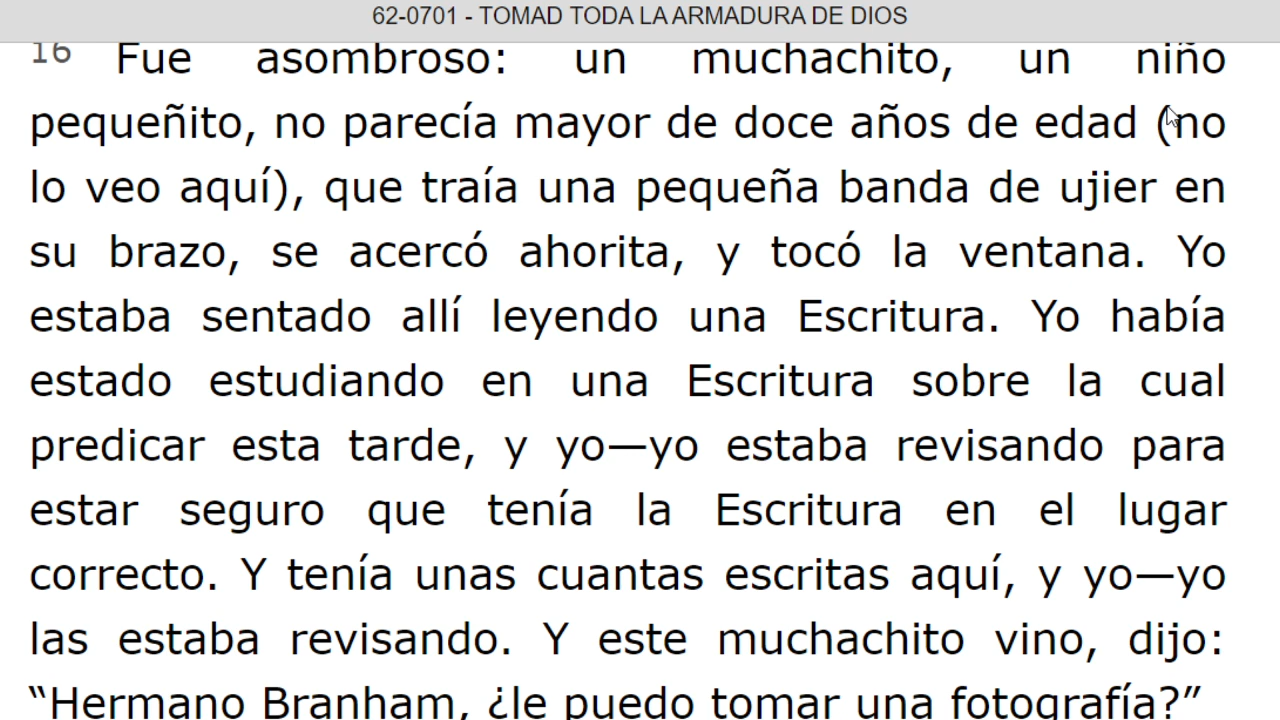 62-0701 - TOMAD TODA LA ARMADURA DE DIOS
16 Fue asombroso: un muchachito, un niño
pequeñito, no parecía mayor de doce años de edad (no
lo veo aquí), que traía una pequeña banda de ujier en
su brazo, se acercó ahorita, y tocó la ventana. Yo
estaba sentado allí leyendo una Escritura. Yo había
estado estudiando en una Escritura sobre la cual
predicar esta tarde, y yo—yo estaba revisando para
estar seguro que tenía la Escritura en el lugar
correcto. Y tenía unas cuantas escritas aquí, y yo—yo
las estaba revisando. Y este muchachito vino, dijo:
“Hermano Branham, ¿le puedo tomar una fotografía?”